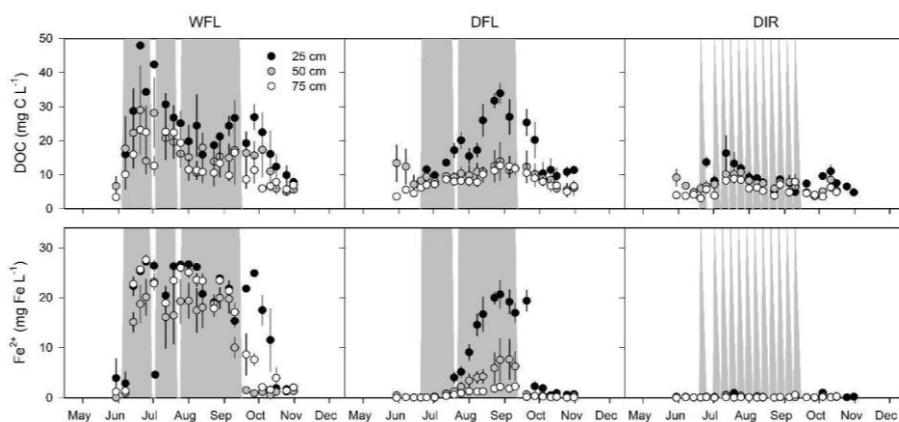 WFL DFL DIR
50
40
30
20
10
0
DOC (mg C L⁻¹)
25 cm
50 cm
75 cm
30
20
10
0
Fe²⁺ (mg Fe L⁻¹)
May Jun Jul Aug Sep Oct Nov Dec May Jun Jul Aug Sep Oct Nov Dec May Jun Jul Aug Sep Oct Nov Dec